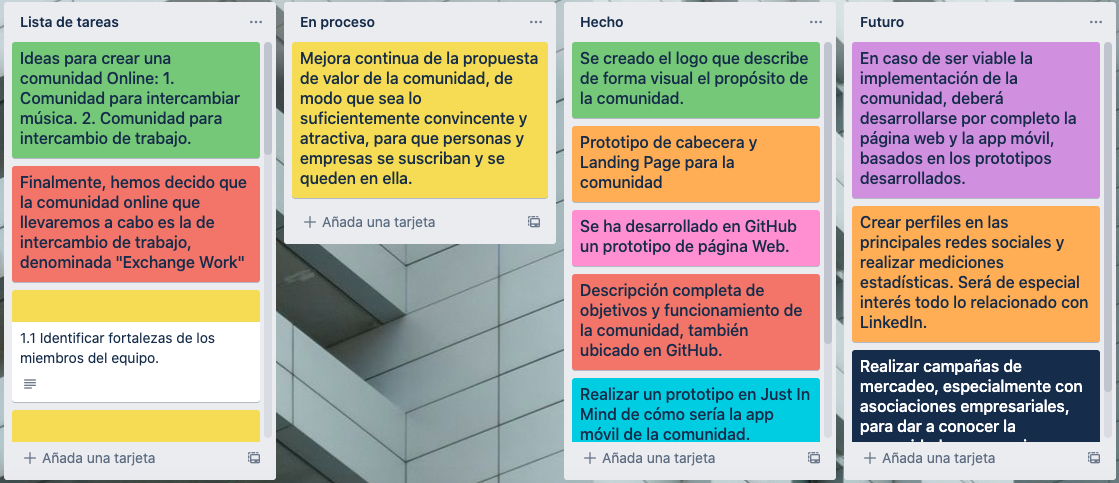 Lista de tareas
Ideas para crear una
comunidad Online: 1.
Comunidad para intercambiar
música. 2. Comunidad para
intercambio de trabajo.
Finalmente, hemos decido que
la comunidad online que
llevaremos a cabo es la de
intercambio de trabajo,
denominada "Exchange Work"
1.1 Identificar fortalezas de los
miembros del equipo.
Añada una tarjeta
En proceso
Mejora continua de la propuesta
de valor de la comunidad, de
modo que sea lo
suficientemente convincente y
atractiva, para que personas y
empresas se suscriban y se
queden en ella.
Añada una tarjeta
Hecho
Se creado el logo que describe
de forma visual el propósito de
la comunidad.
Prototipo de cabecera y
Landing Page para la
comunidad
Se ha desarrollado en GitHub
un prototipo de página Web.
Descripción completa de
objetivos y funcionamiento de
la comunidad, también
ubicado en GitHub.
Realizar un prototipo en Just In
Mind de cómo sería la app
móvil de la comunidad.
Añada una tarjeta
Futuro
En caso de ser viable la
implementación de la
comunidad, deberá
desarrollarse por completo la
página web y la app móvil,
basados en los prototipos
desarrollados.
Crear perfiles en las
principales redes sociales y
realizar mediciones
estadísticas. Será de especial
interés todo lo relacionado con
LinkedIn.
Realizar campañas de
mercadeo, especialmente con
asociaciones empresariales,
para dar a conocer la
Añada una tarjeta